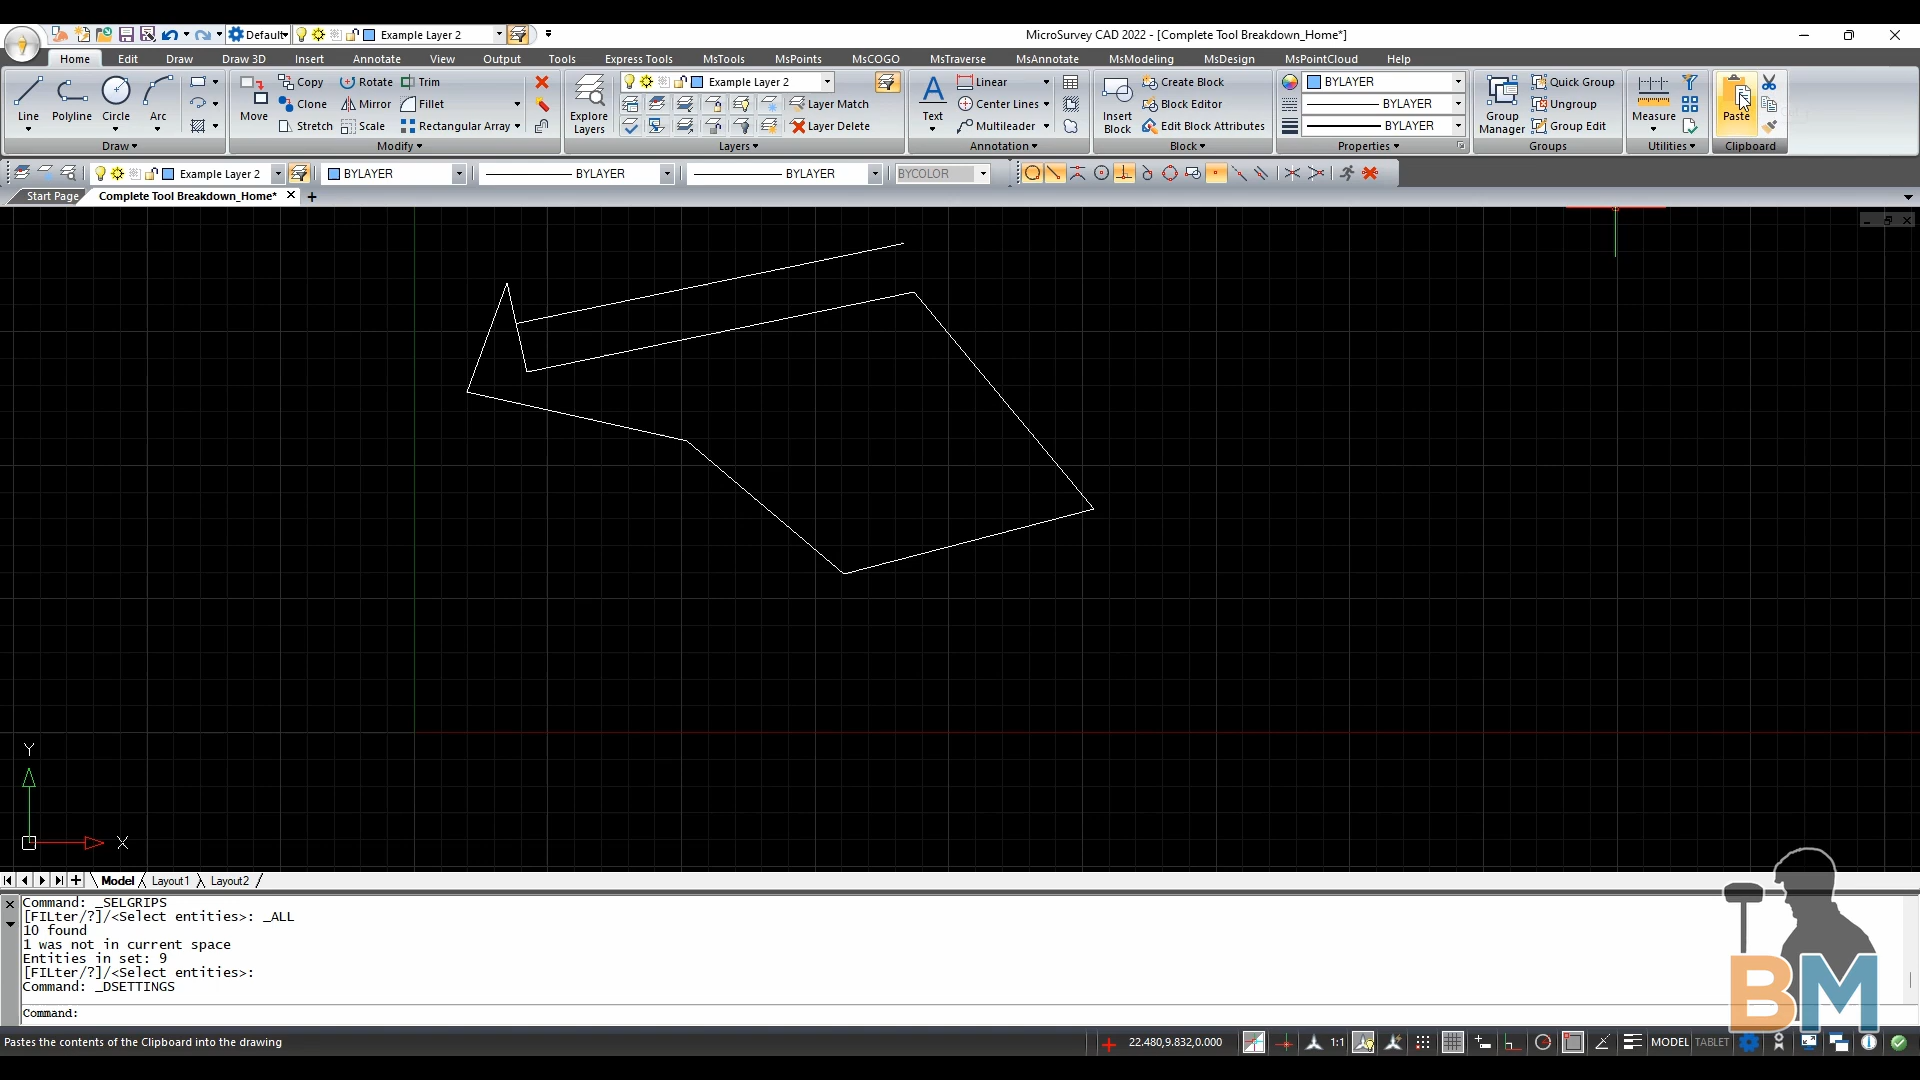 Default
Example Layer 2
MicroSurvey CAD 2022 - [Complete Tool Breakdown_Home*]
Home Edit Draw Draw 3D Insert Annotate View Output Tools Express Tools MsTools MsPoints MsCOGO MsTraverse MsAnnotate MsModeling MsDesign MsPointCloud Help
Line Polyline Circle Arc
Draw
Move
Copy Rotate Trim
Clone Mirror Fillet
Stretch Scale Rectangular Array
Modify
Explore Layers
Example Layer 2
Layer Match
Layer Delete
Layers
Text
Linear
Center Lines
Multileader
Annotation
Insert Block
Create Block
Block Editor
Edit Block Attributes
Block
BYLAYER
BYLAYER
BYLAYER
Properties
Group Manager
Quick Group
Ungroup
Group Edit
Groups
Measure
Utilities
Paste
Clipboard
Example Layer 2 BYLAYER BYLAYER BYLAYER BYCOLOR
Start Page Complete Tool Breakdown_Home*
Y
X
Model Layout1 Layout2
Command: _SELGRIPS
[FILter/?]/<Select entities>: _ALL
10 found
1 was not in current space
Entities in set: 9
[FILter/?]/<Select entities>:
Command: _DSETTINGS
Command:
BM
Pastes the contents of the Clipboard into the drawing
22.480,9.832,0.000 1:1 MODEL TABLET